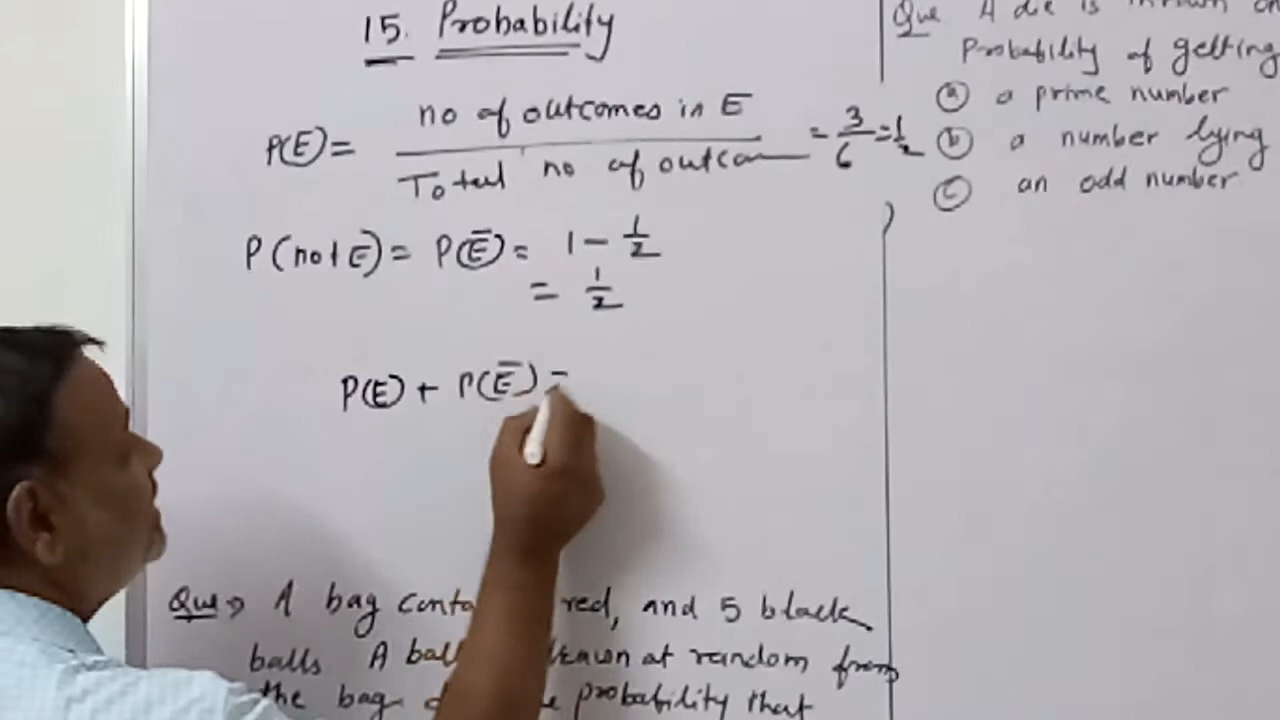 15. Probability
P(E) = no of outcomes in E / Total no of outcom = 3/6 = 1/2
P(not E) = P(Ē) = 1 - 1/2
= 1/2
P(E) + P(Ē) =
Que → A bag conta red, and 5 black
balls A bal at random from
the bag probability that
Que A die is
Probability of getting
(a) a prime number
(b) a number lying
(c) an odd number